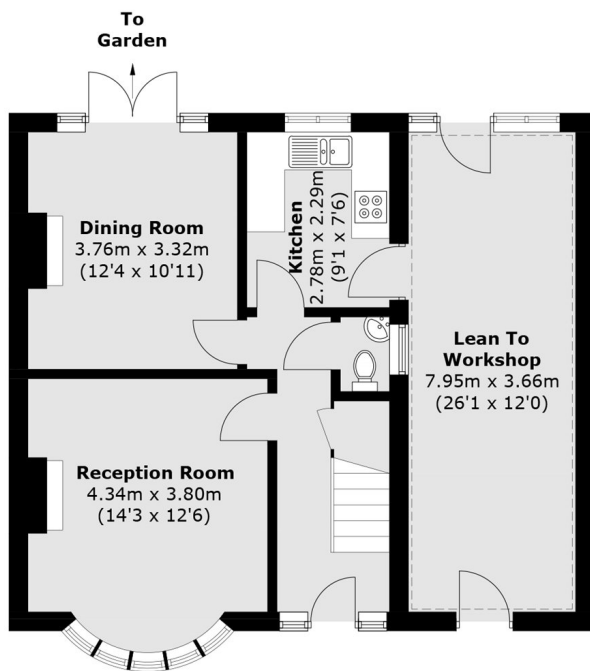 To
Garden
Dining Room
3.76m x 3.32m
(12'4 x 10'11)
Kitchen
2.78m x 2.29m
(9'1 x 7'6)
Lean To
Workshop
7.95m x 3.66m
(26'1 x 12'0)
Reception Room
4.34m x 3.80m
(14'3 x 12'6)